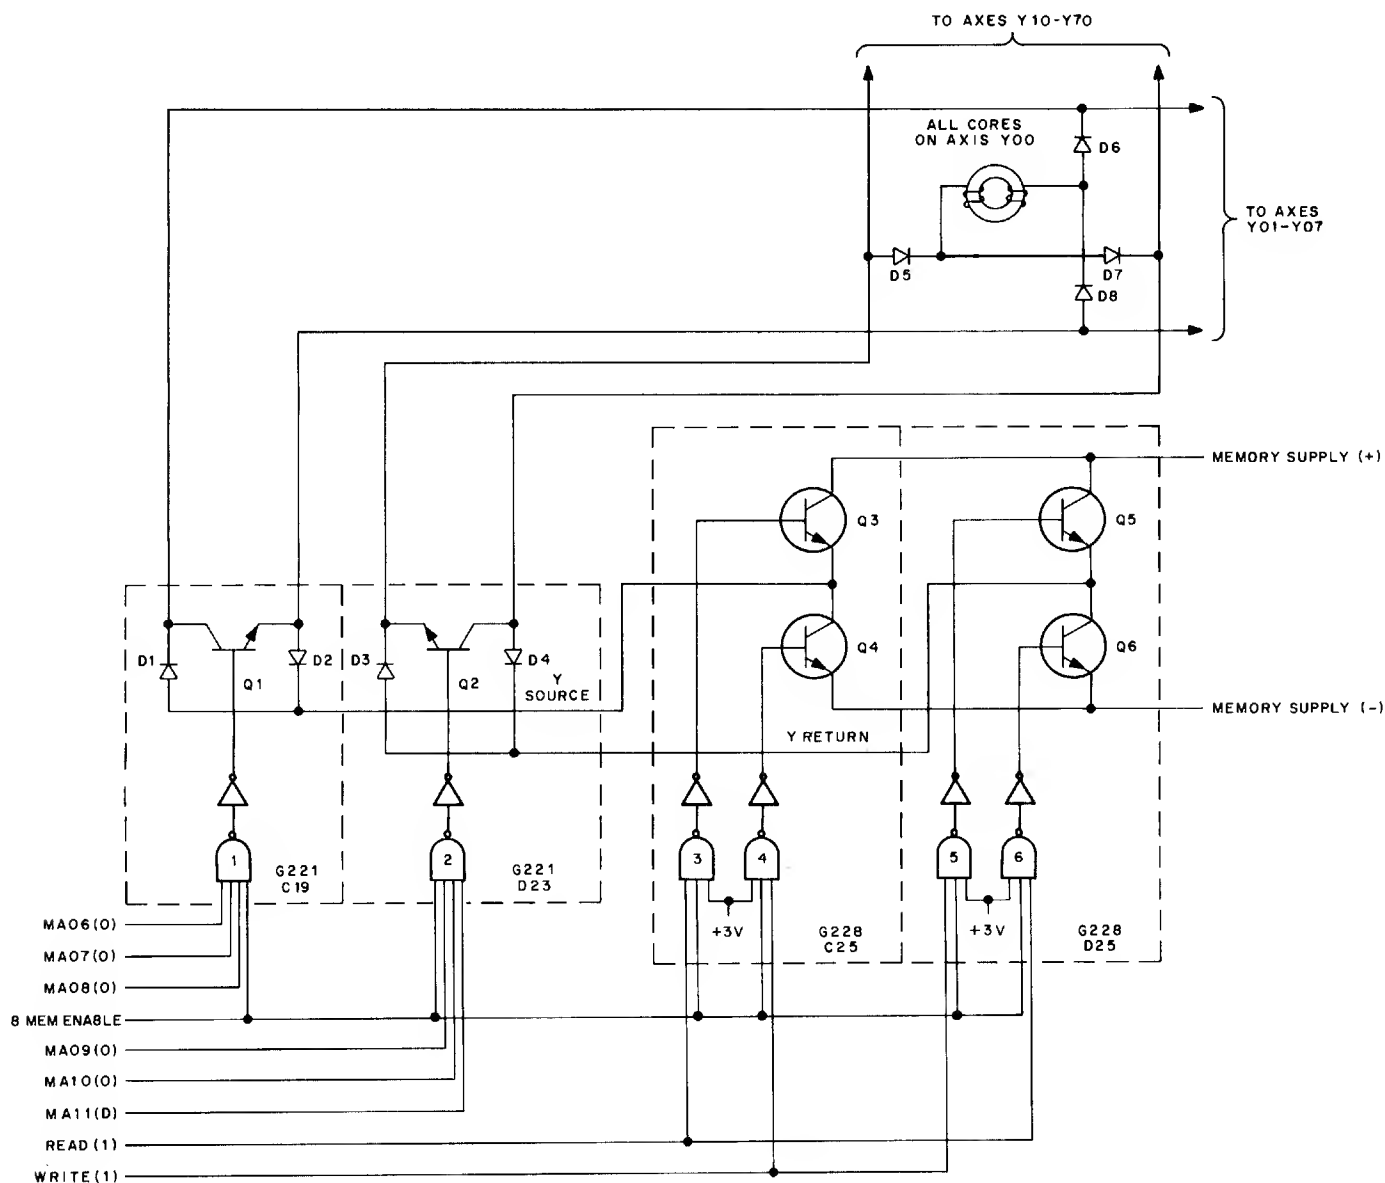 TO AXES Y10-Y70
ALL CORES
ON AXIS Y00
D6
TO AXES
Y01-Y07
D5
D7
D8
MEMORY SUPPLY (+)
Q3
Q5
D1
D2
D3
D4
Q1
Q2
Y
SOURCE
Q4
Q6
MEMORY SUPPLY (-)
Y RETURN
1
2
3
4
5
6
G221
C19
G221
D23
+3V
G228
C25
+3V
G228
D25
MA06(0)
MA07(0)
MA08(0)
8 MEM ENA8LE
MA09(0)
MA10(0)
MA11(D)
READ (1)
WRITE (1)